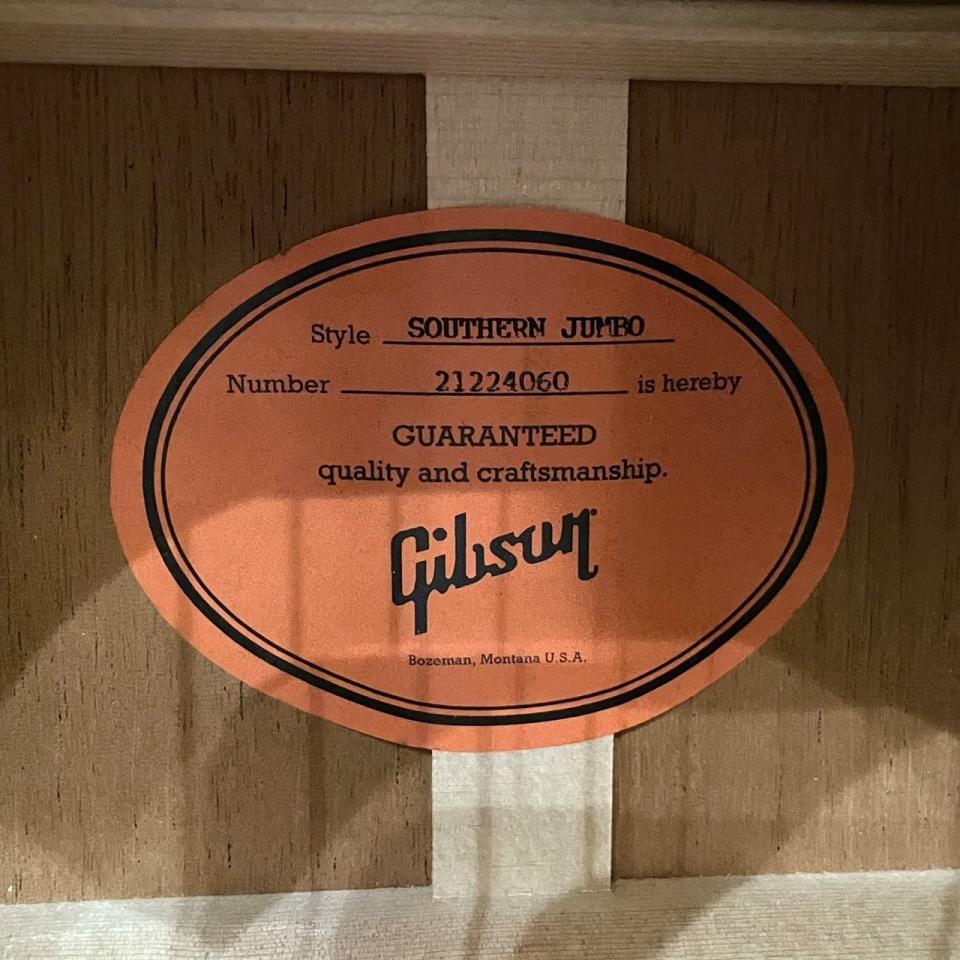 Style SOUTHERN JUMBO
Number 21224060 is hereby
GUARANTEED
quality and craftsmanship.
Gibson
Bozeman, Montana U.S.A.